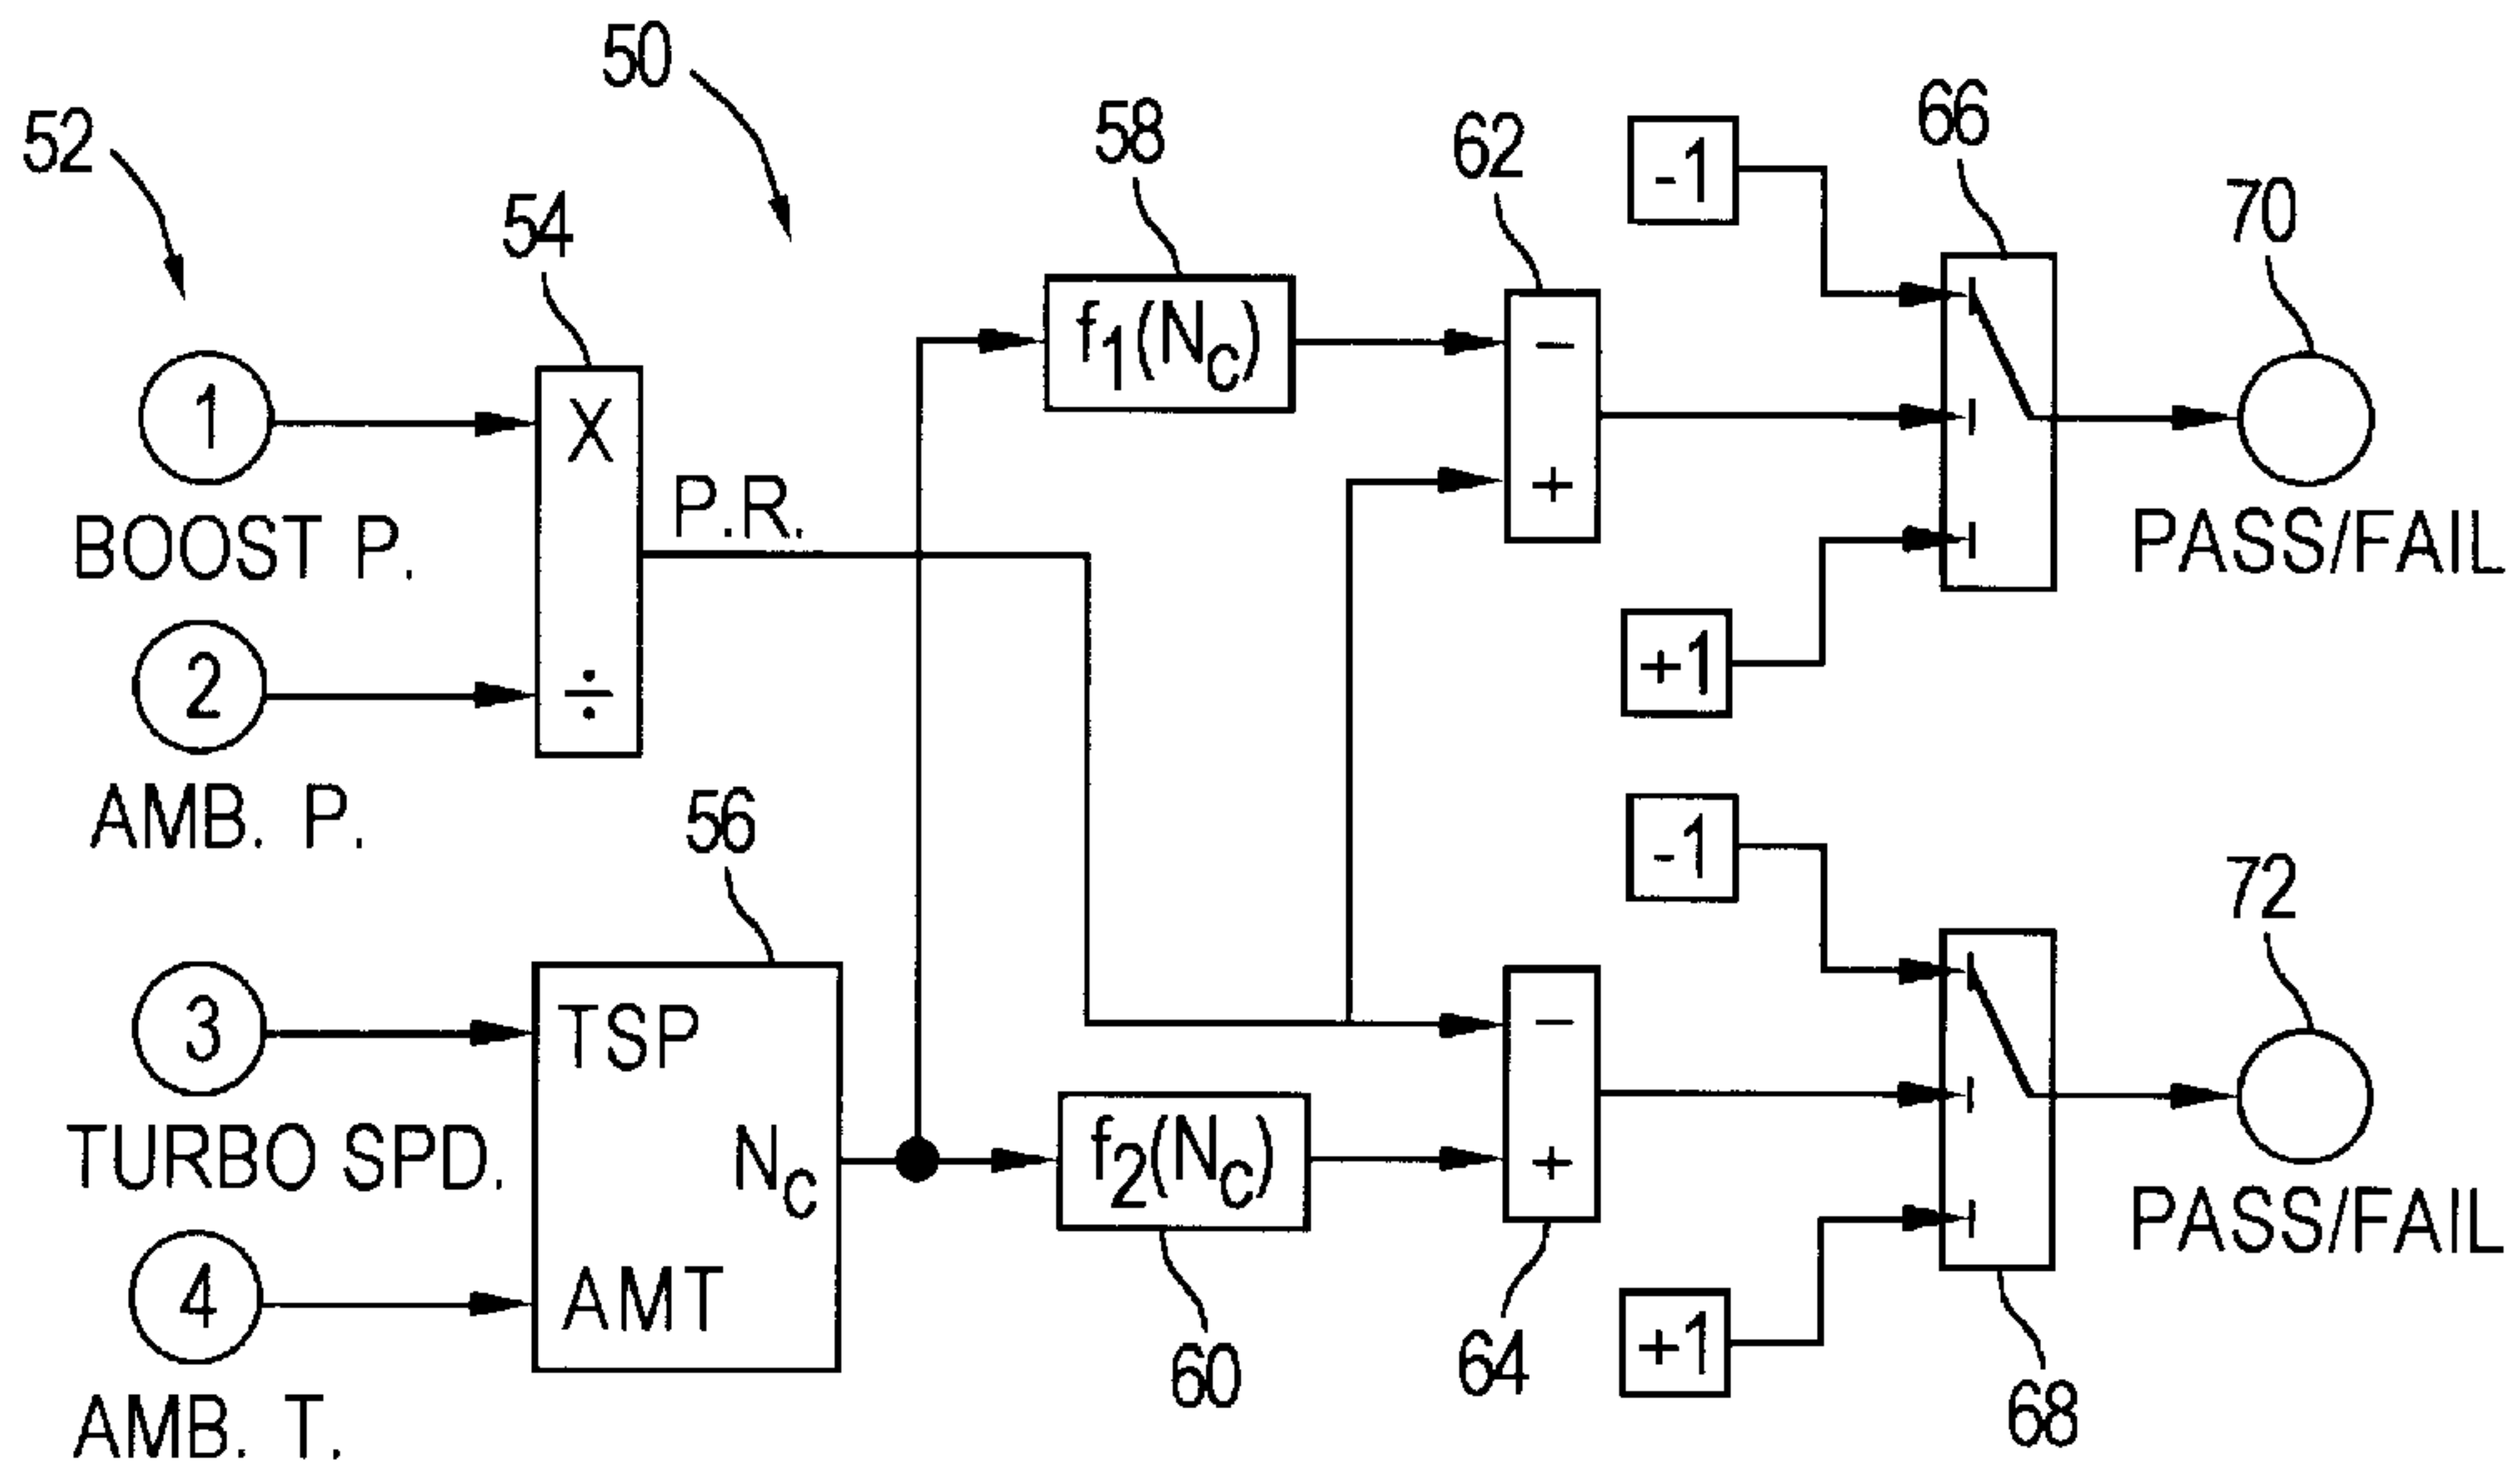 50
52
58
62
66
-1
70
54
f1(Nc)
−
1
X
P.R.
+
BOOST P.
PASS/FAIL
2
÷
+1
AMB. P.
56
-1
72
3
TSP
−
TURBO SPD.
Nc
f2(Nc)
+
PASS/FAIL
4
AMT
+1
60
64
68
AMB. T.